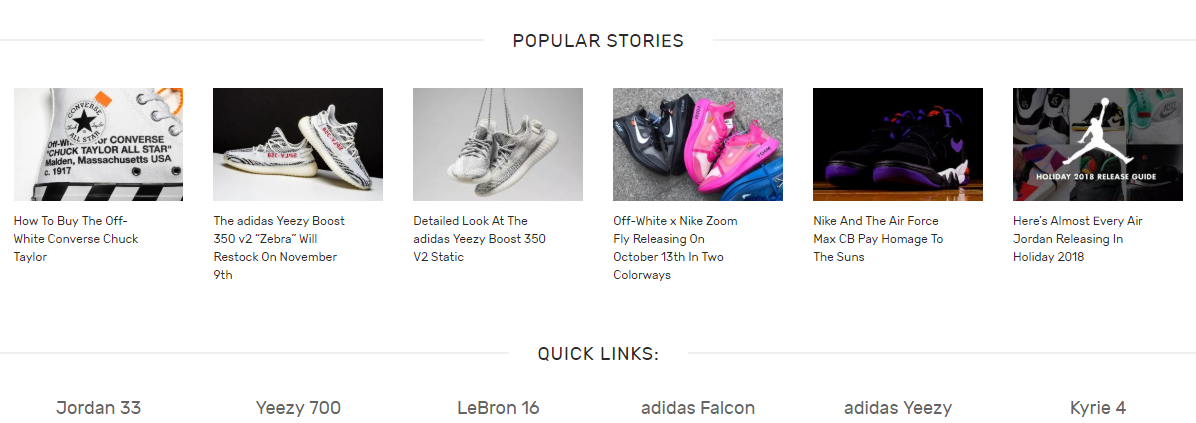 POPULAR STORIES
CONVERSE
ALL STAR
Off-Wh for CONVERSE
"CHUCK TAYLOR ALL STAR"
Malden, Massachusetts USA
c. 1917
HOLIDAY 2018 RELEASE GUIDE
How To Buy The Off-
White Converse Chuck
Taylor
The adidas Yeezy Boost
350 v2 “Zebra” Will
Restock On November
9th
Detailed Look At The
adidas Yeezy Boost 350
V2 Static
Off-White x Nike Zoom
Fly Releasing On
October 13th In Two
Colorways
Nike And The Air Force
Max CB Pay Homage To
The Suns
Here’s Almost Every Air
Jordan Releasing In
Holiday 2018
QUICK LINKS:
Jordan 33
Yeezy 700
LeBron 16
adidas Falcon
adidas Yeezy
Kyrie 4